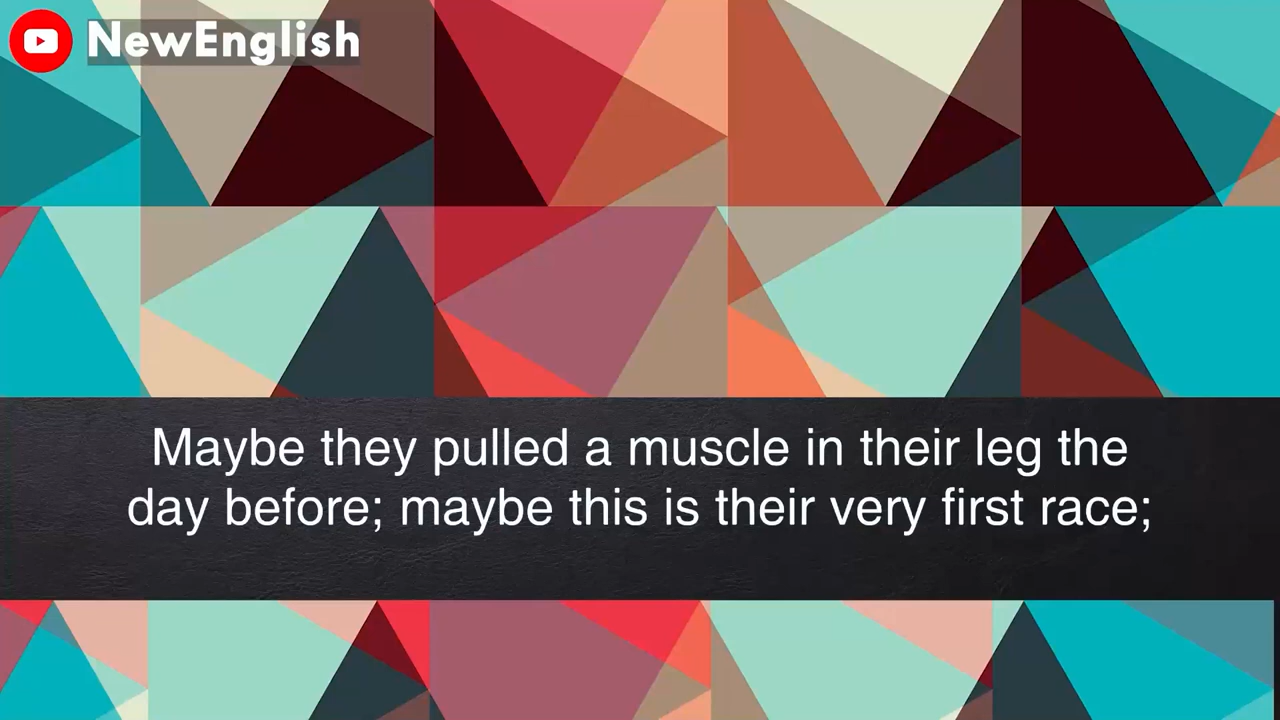 NewEnglish
Maybe they pulled a muscle in their leg the
day before; maybe this is their very first race;